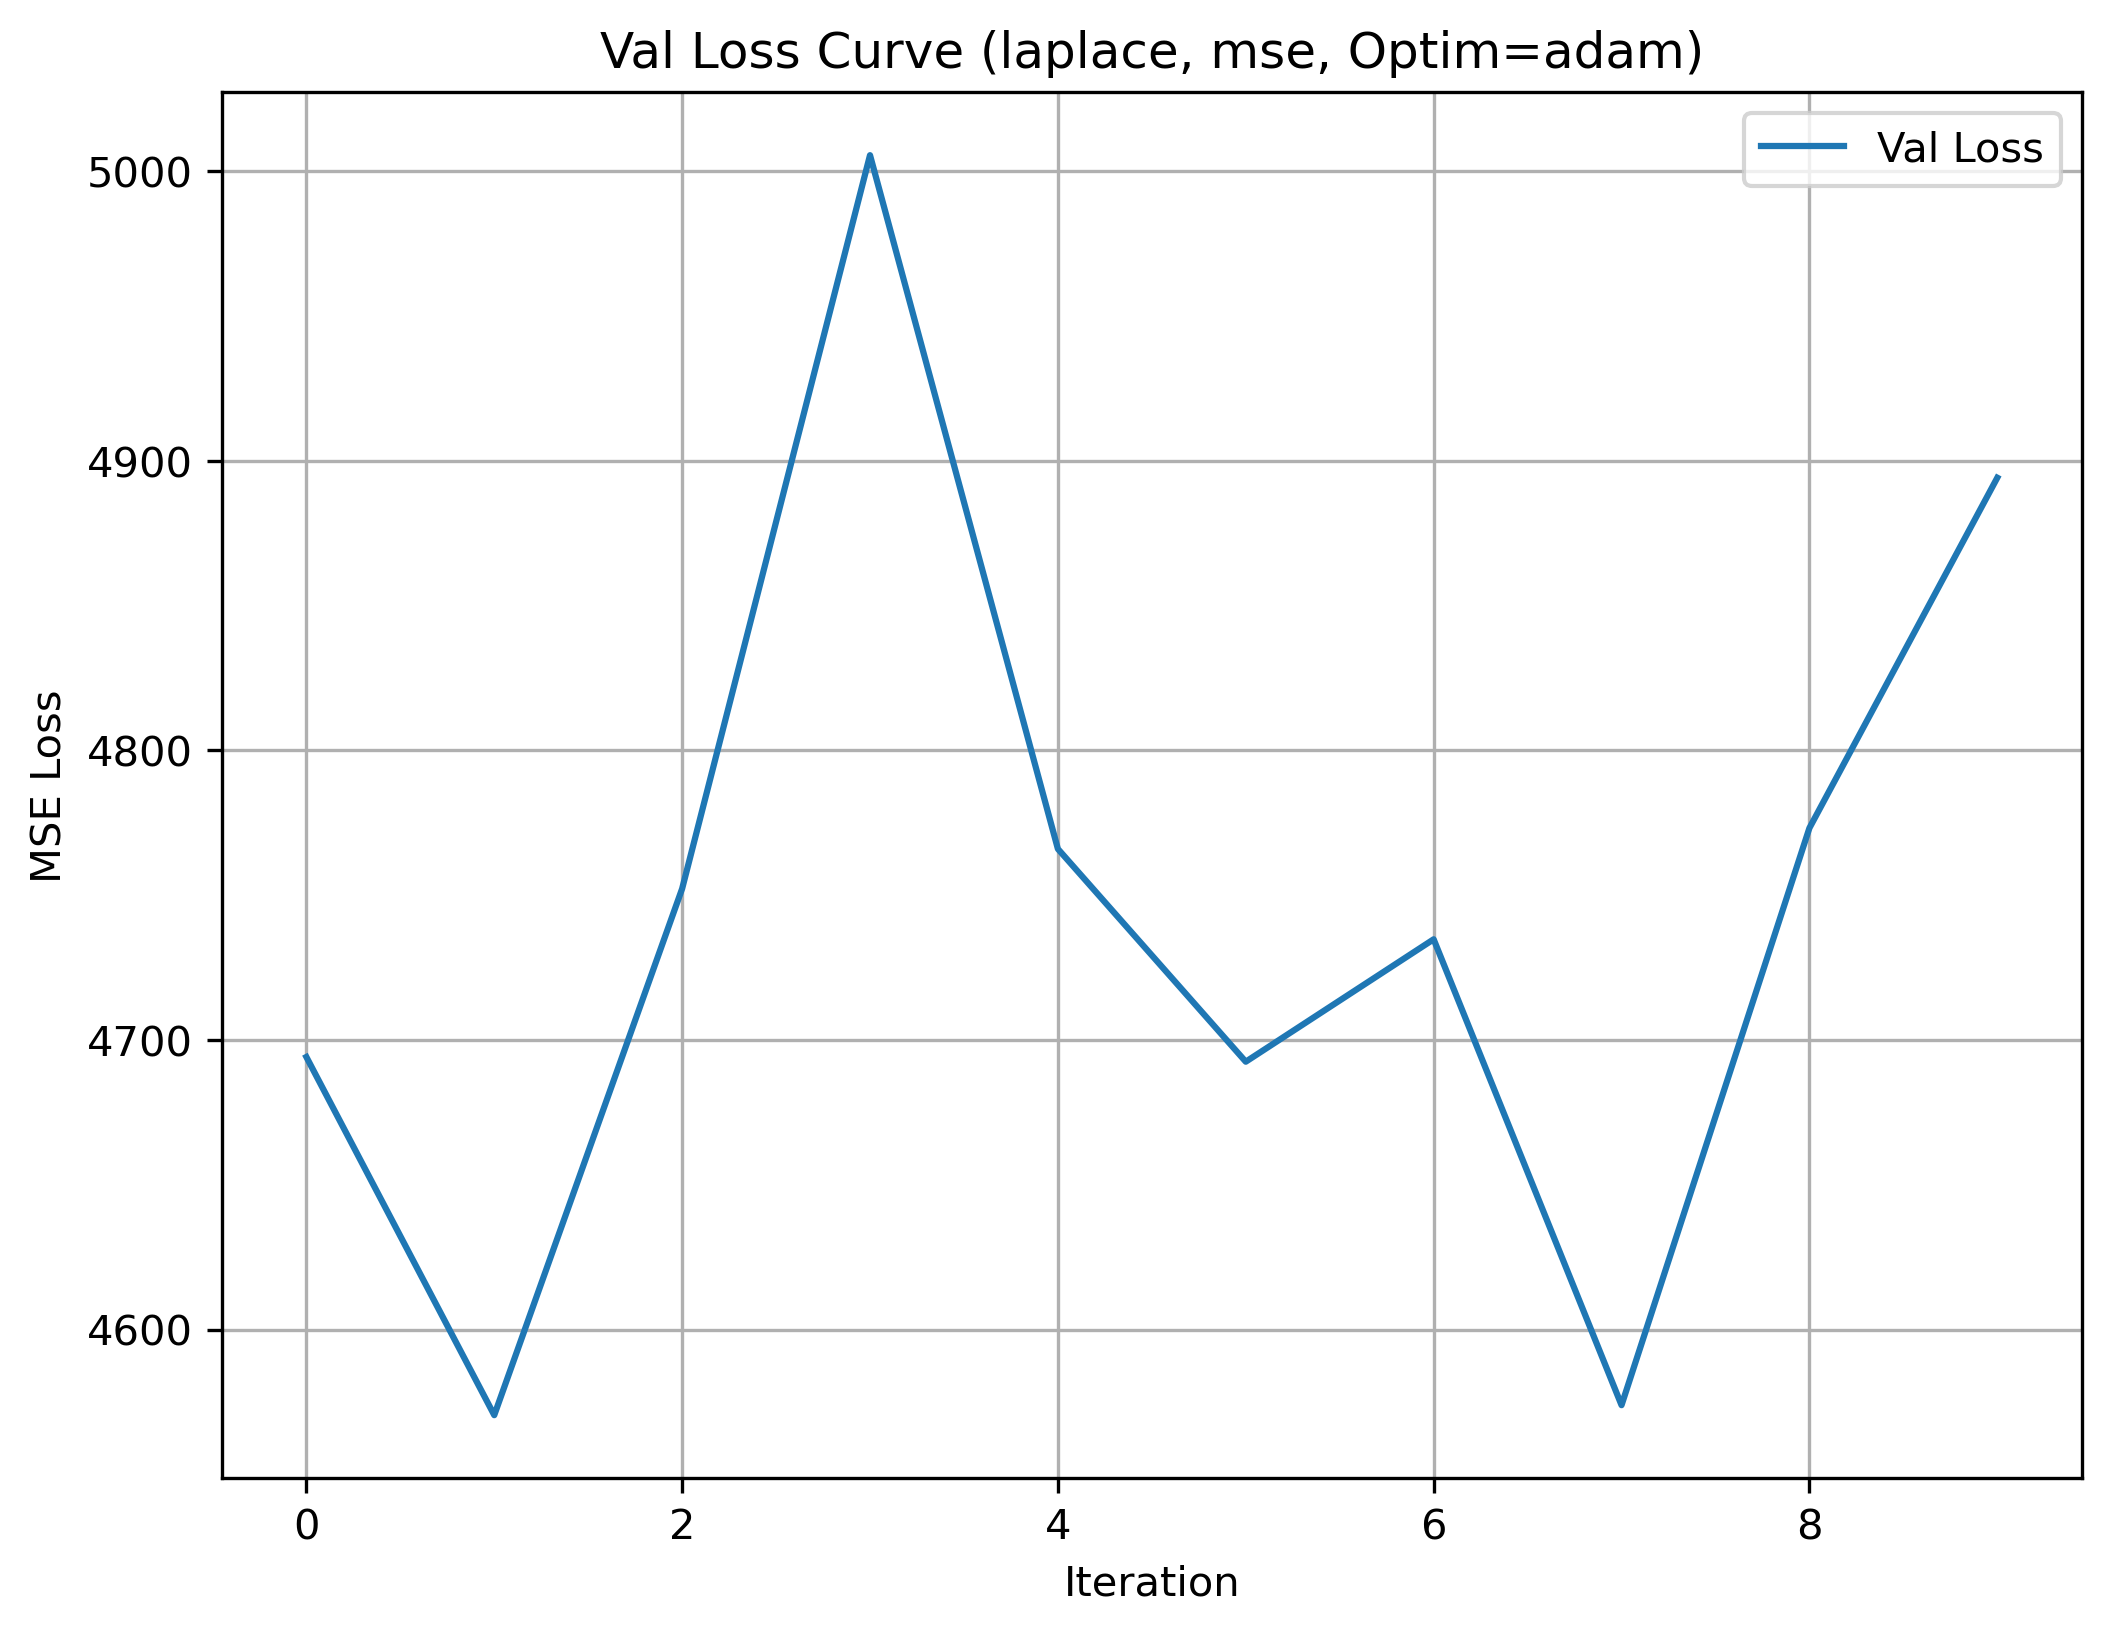 Val Loss Curve (laplace, mse, Optim=adam)
Val Loss
5000
4900
4800
4700
4600
MSE Loss
0 2 4 6 8
Iteration